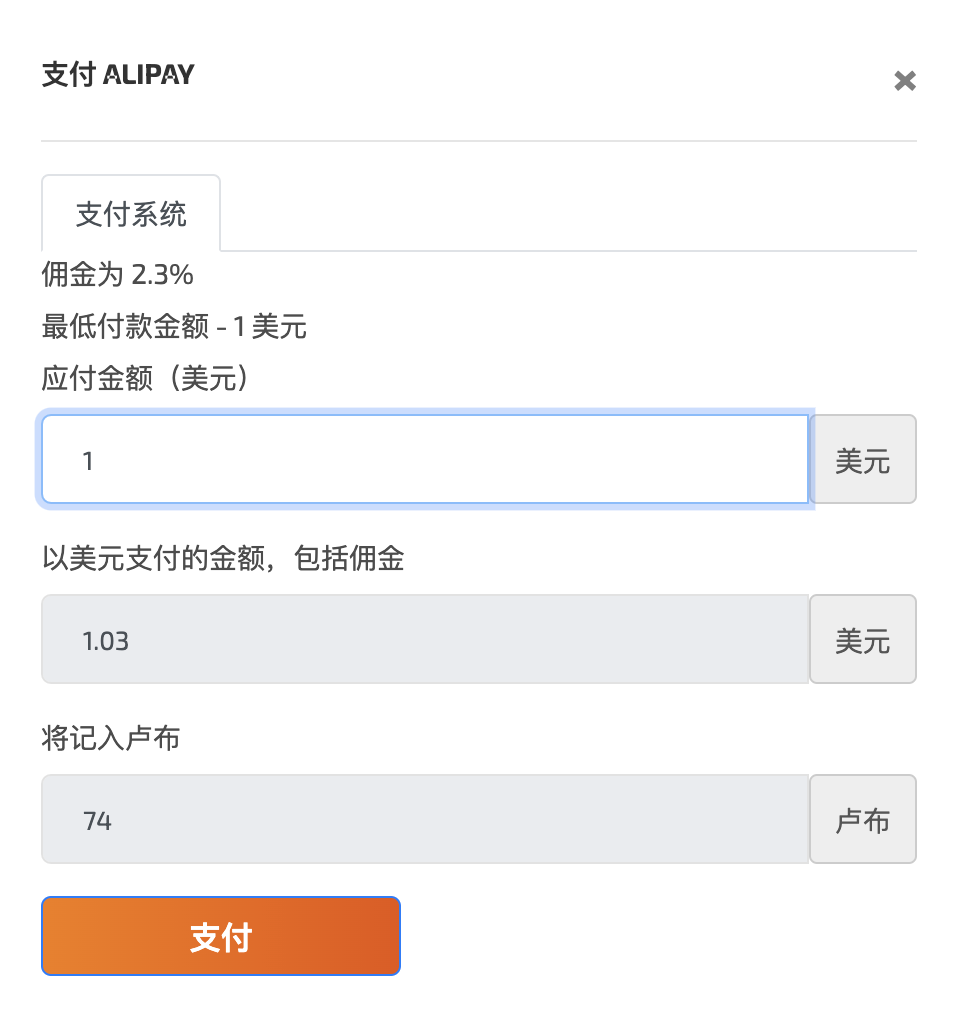 支付 ALIPAY
支付系统
佣金为 2.3%
最低付款金额 - 1 美元
应付金额（美元）
1
美元
以美元支付的金额，包括佣金
1.03
美元
将记入卢布
74
卢布
支付